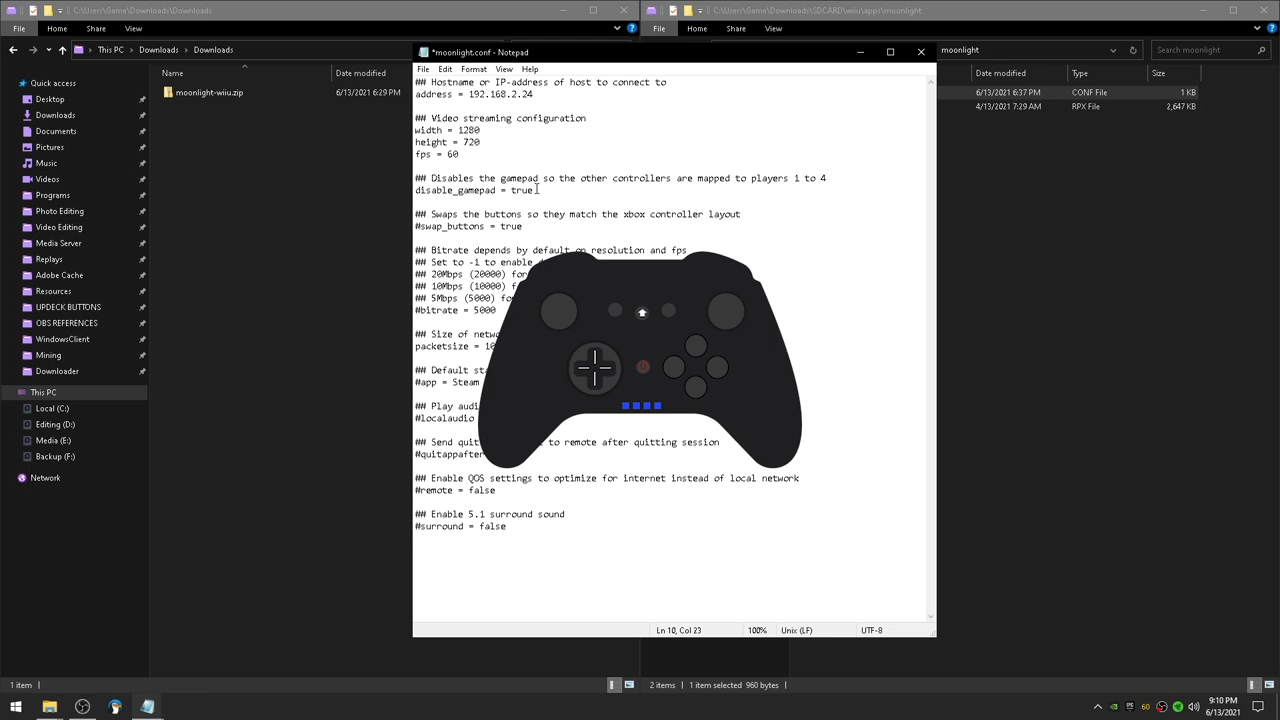 C:\Users\Game\Downloads\Downloads
C:\Users\Game\Downloads\SDCARD\wiiu\apps\moonlight
File Home Share View
File Home Share View
This PC > Downloads > Downloads
moonlight
Search moonlight
Name
Date modified
moonlight-wiiu.zip
6/13/2021 6:29 PM
Date modified Type Size
6/13/2021 6:37 PM CONF File 1 KB
4/13/2021 7:29 AM RPX File 2,647 KB
Quick access
Desktop
Downloads
Documents
Pictures
Music
Videos
Programs
Photo Editing
Video Editing
Media Server
Replays
Adobe Cache
Resources
UPDECK BUTTONS
OBS REFERENCES
WindowsClient
Mining
Downloader
This PC
Local (C:)
Editing (D:)
Media (E:)
Backup (F:)
Network
*moonlight.conf - Notepad
File Edit Format View Help
## Hostname or IP-address of host to connect to
address = 192.168.2.24
## Video streaming configuration
width = 1280
height = 720
fps = 60
## Disables the gamepad so the other controllers are mapped to players 1 to 4
disable_gamepad = true
## Swaps the buttons so they match the xbox controller layout
#swap_buttons = true
## Bitrate depends by default on resolution and fps
## Set to -1 to enable
## 20Mbps (20000) for
## 10Mbps (10000) for
## 5Mbps (5000) for
#bitrate = 5000
## Size of netw
packetsize = 10
## Default sta
#app = Steam
## Play audi
#localaudio
## Send quit to remote after quitting session
#quitappafter
## Enable QOS settings to optimize for internet instead of local network
#remote = false
## Enable 5.1 surround sound
#surround = false
Ln 10, Col 23 100% Unix (LF) UTF-8
1 item
2 items 1 item selected 960 bytes
60
9:10 PM
6/13/2021